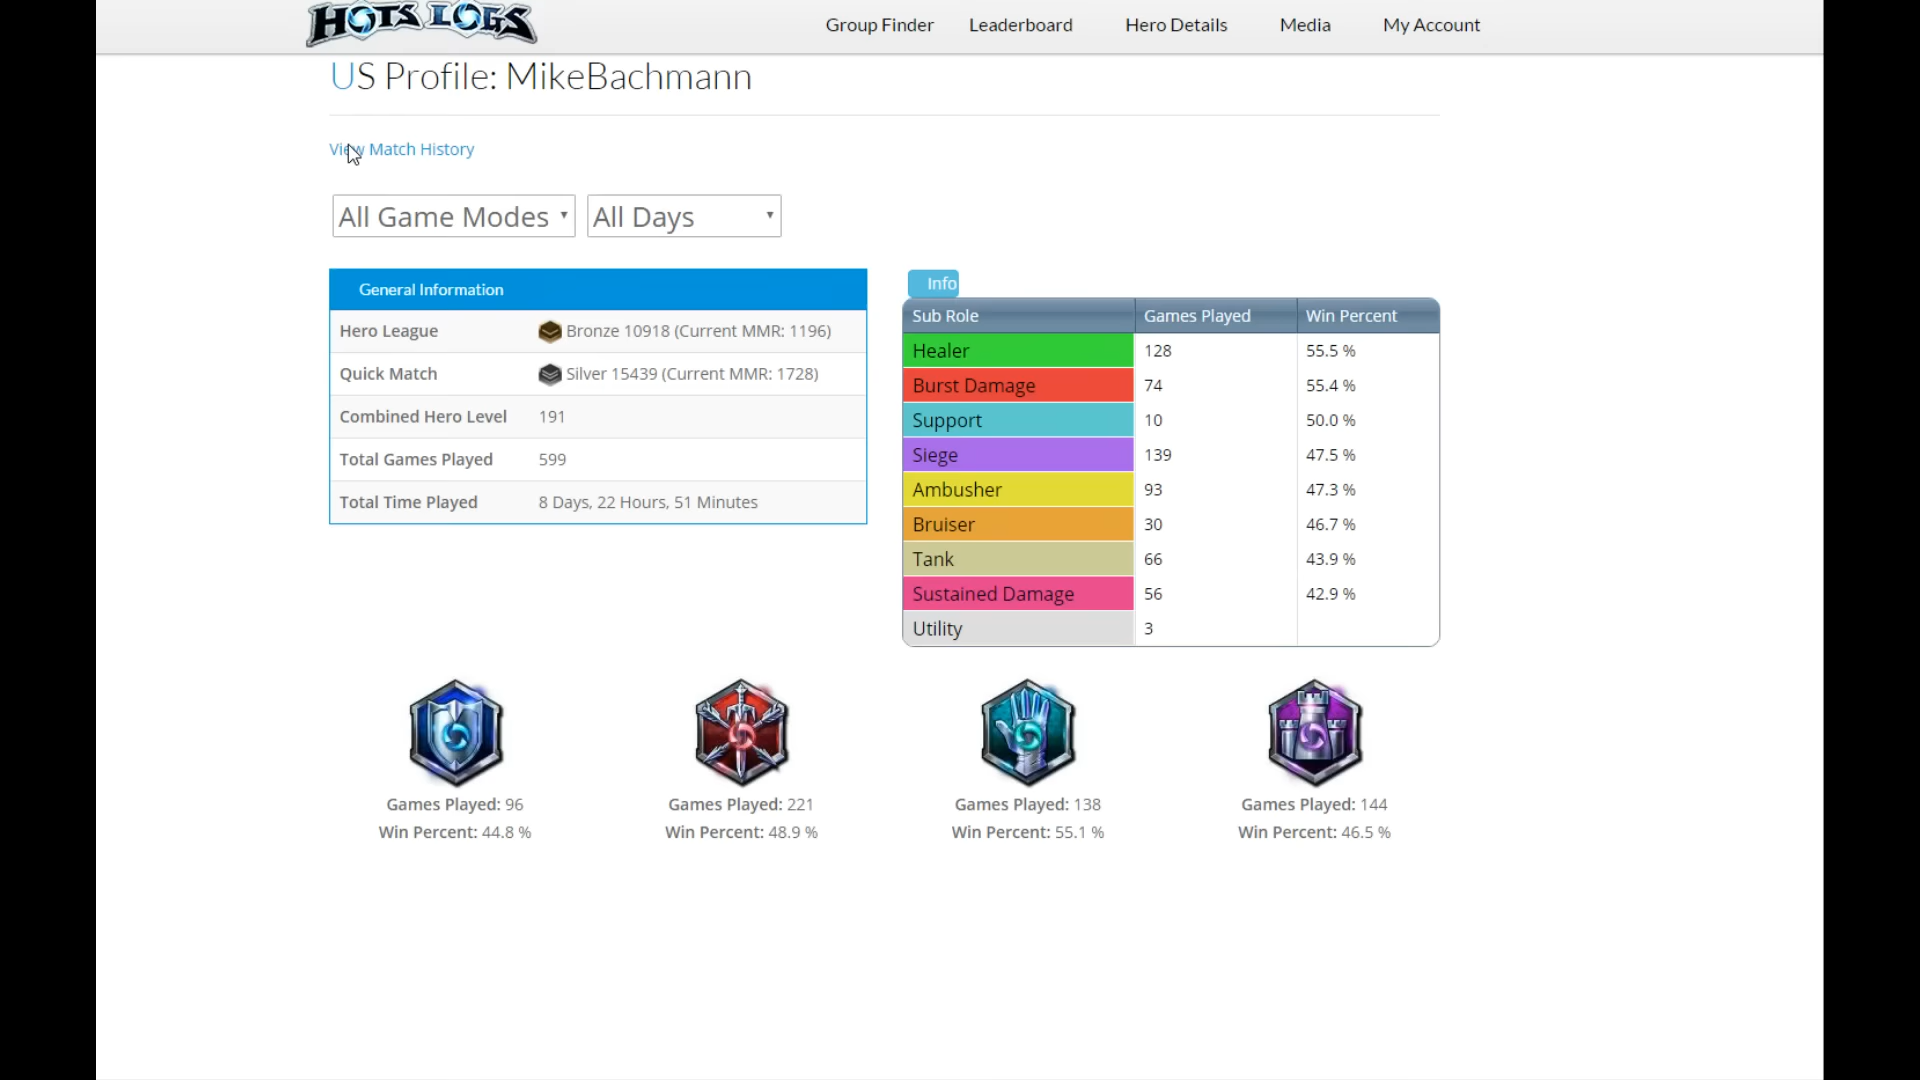 HOTS LOGS
Group Finder Leaderboard Hero Details Media My Account
US Profile: MikeBachmann
View Match History
All Game Modes All Days
General Information
Hero League Bronze 10918 (Current MMR: 1196)
Quick Match Silver 15439 (Current MMR: 1728)
Combined Hero Level 191
Total Games Played 599
Total Time Played 8 Days, 22 Hours, 51 Minutes
Info
Sub Role Games Played Win Percent
Healer 128 55.5 %
Burst Damage 74 55.4 %
Support 10 50.0 %
Siege 139 47.5 %
Ambusher 93 47.3 %
Bruiser 30 46.7 %
Tank 66 43.9 %
Sustained Damage 56 42.9 %
Utility 3
Games Played: 96 Games Played: 221 Games Played: 138 Games Played: 144
Win Percent: 44.8 % Win Percent: 48.9 % Win Percent: 55.1 % Win Percent: 46.5 %